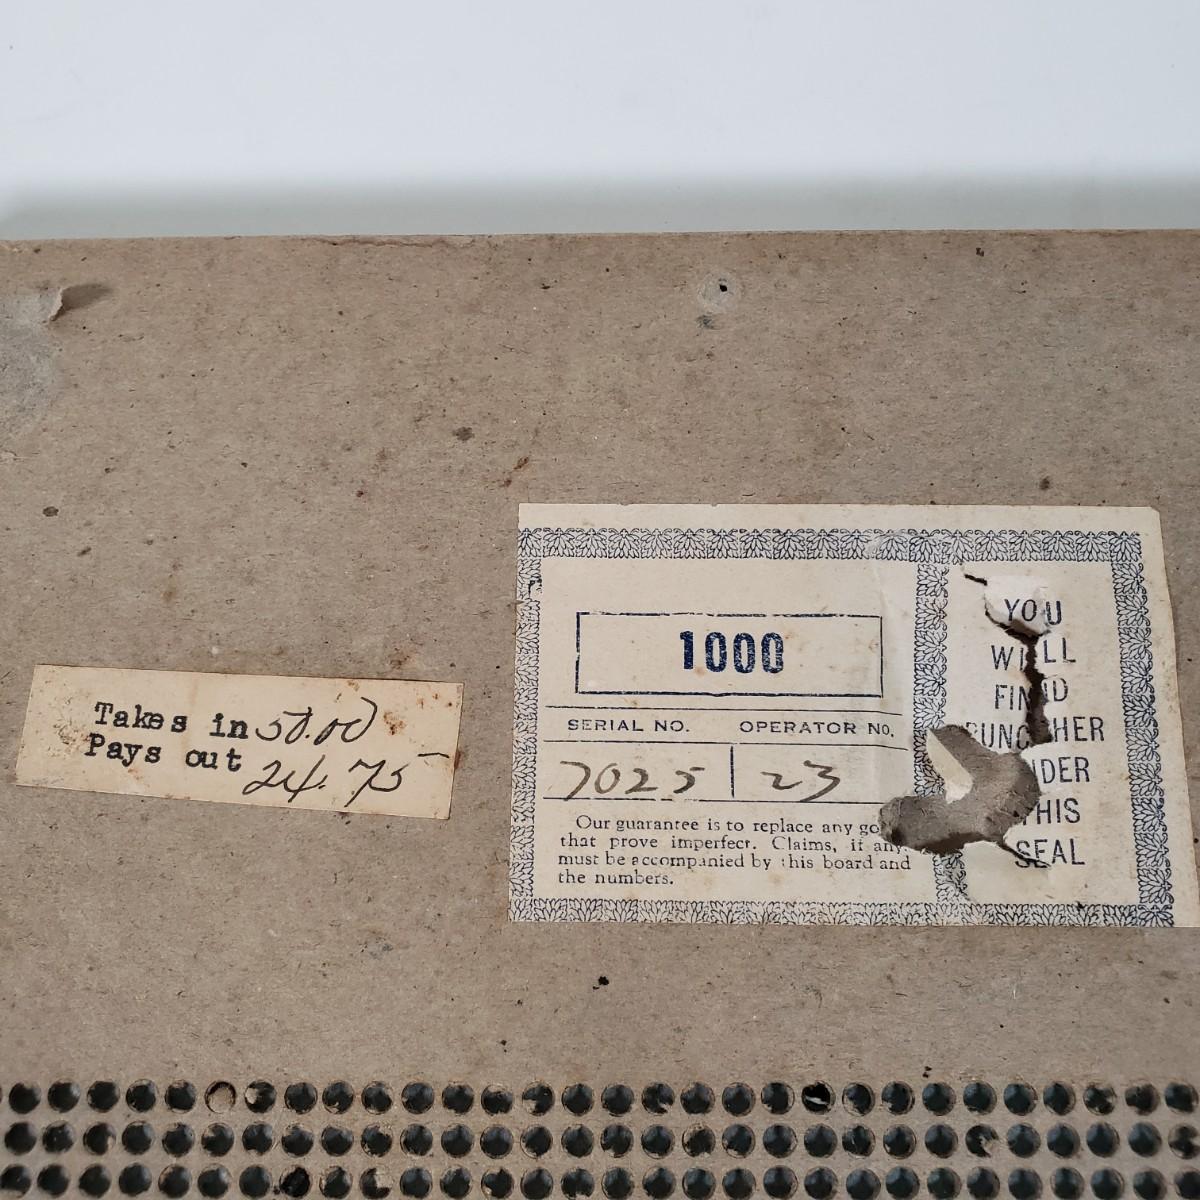 Takes in 50.00
Pays out 24.75
1000
SERIAL NO. OPERATOR NO.
7025 23
Our guarantee is to replace any
that prove imperfect. Claims, if any,
must be accompanied by this board and
the numbers.
YOU
WILL
FIND
PUNCHER
UNDER
THIS
SEAL